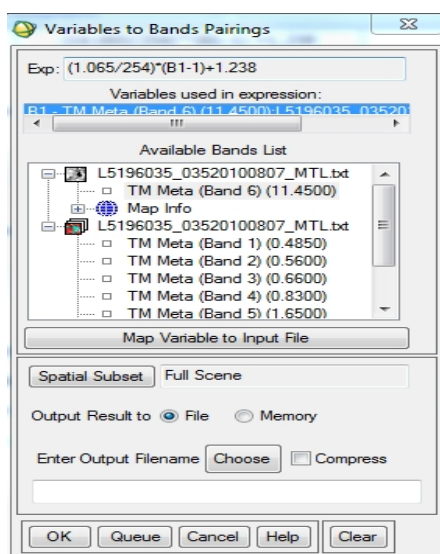 Variables to Bands Pairings
Exp: (1.065/254)*(B1-1)+1.238
Variables used in expression:
B1 - TM Meta (Band 6) (11.4500):L5196035_03520
Available Bands List
L5196035_03520100807_MTL.txt
TM Meta (Band 6) (11.4500)
Map Info
L5196035_03520100807_MTL.txt
TM Meta (Band 1) (0.4850)
TM Meta (Band 2) (0.5600)
TM Meta (Band 3) (0.6600)
TM Meta (Band 4) (0.8300)
TM Meta (Band 5) (1.6500)
Map Variable to Input File
Spatial Subset Full Scene
Output Result to File Memory
Enter Output Filename Choose Compress
OK Queue Cancel Help Clear